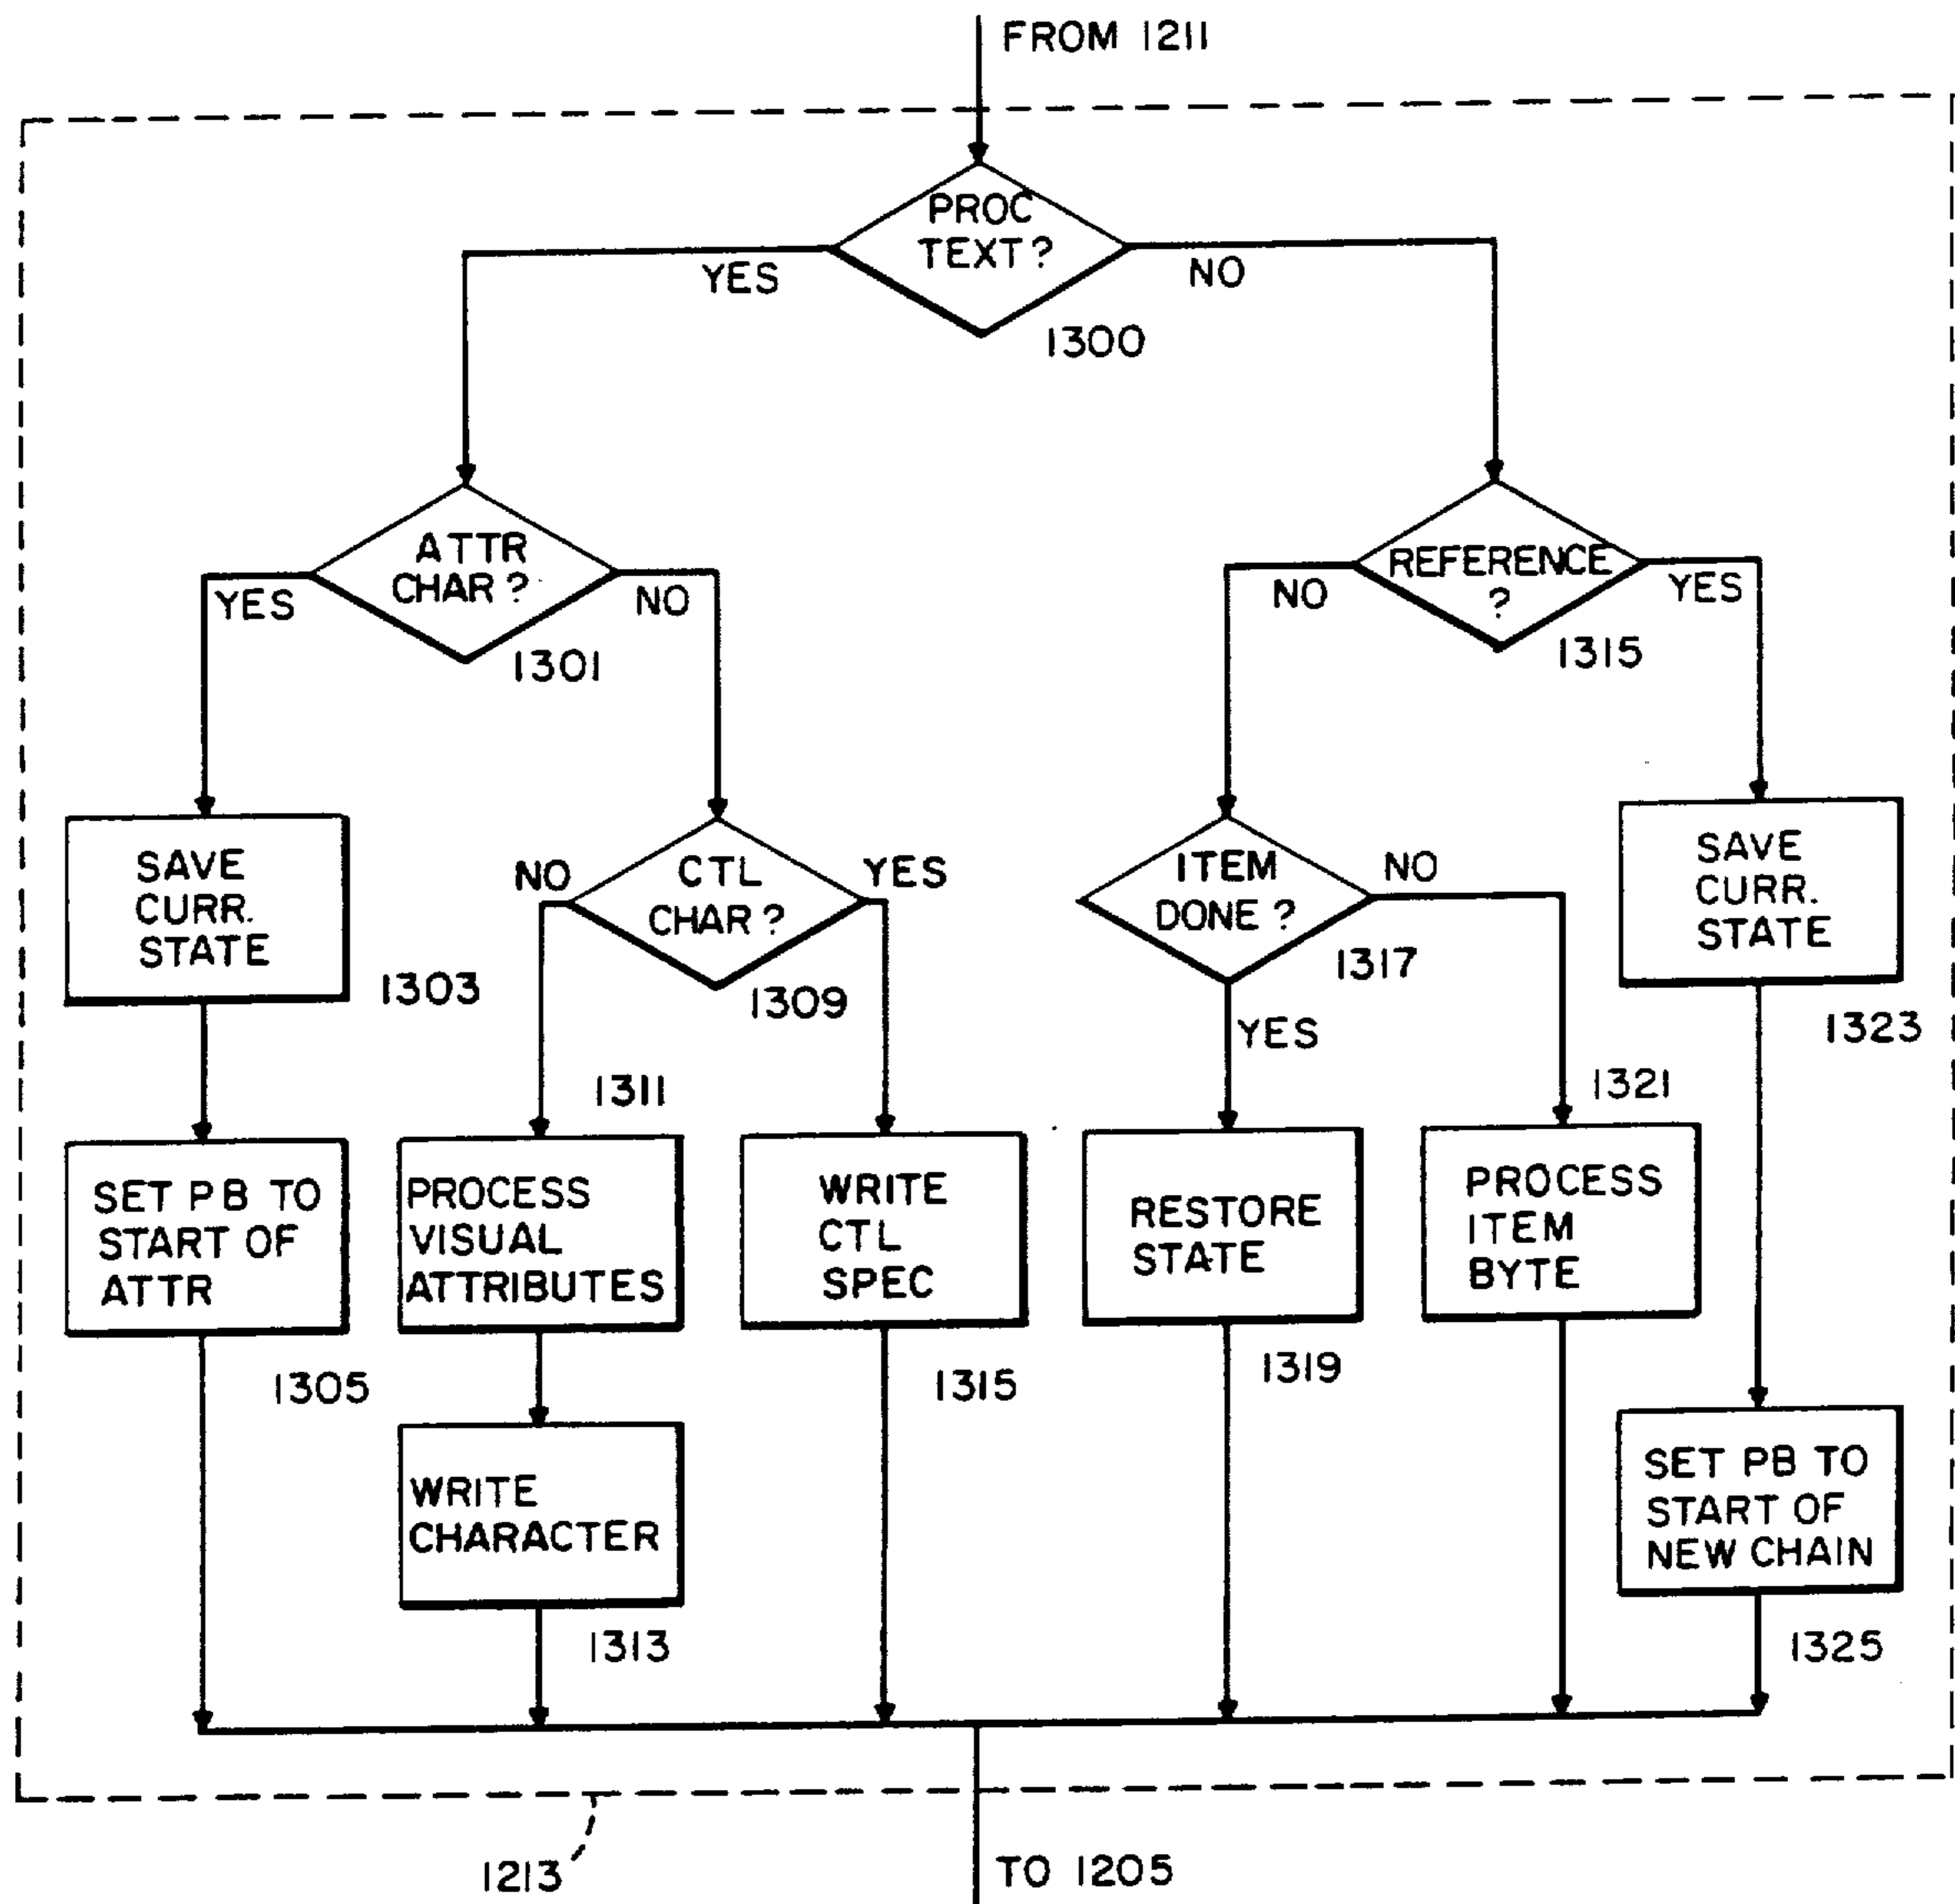 FROM 1211
PROC
TEXT?
YES
NO
1300
ATTR
CHAR?
YES
NO
1301
REFERENCE
?
NO
YES
1315
SAVE
CURR.
STATE
1303
CTL
CHAR?
NO
YES
1309
ITEM
DONE?
NO
1317
YES
SAVE
CURR.
STATE
1323
SET PB TO
START OF
ATTR
1305
1311
PROCESS
VISUAL
ATTRIBUTES
WRITE
CTL
SPEC
1315
RESTORE
STATE
1319
1321
PROCESS
ITEM
BYTE
WRITE
CHARACTER
1313
SET PB TO
START OF
NEW CHAIN
1325
1213
TO 1205